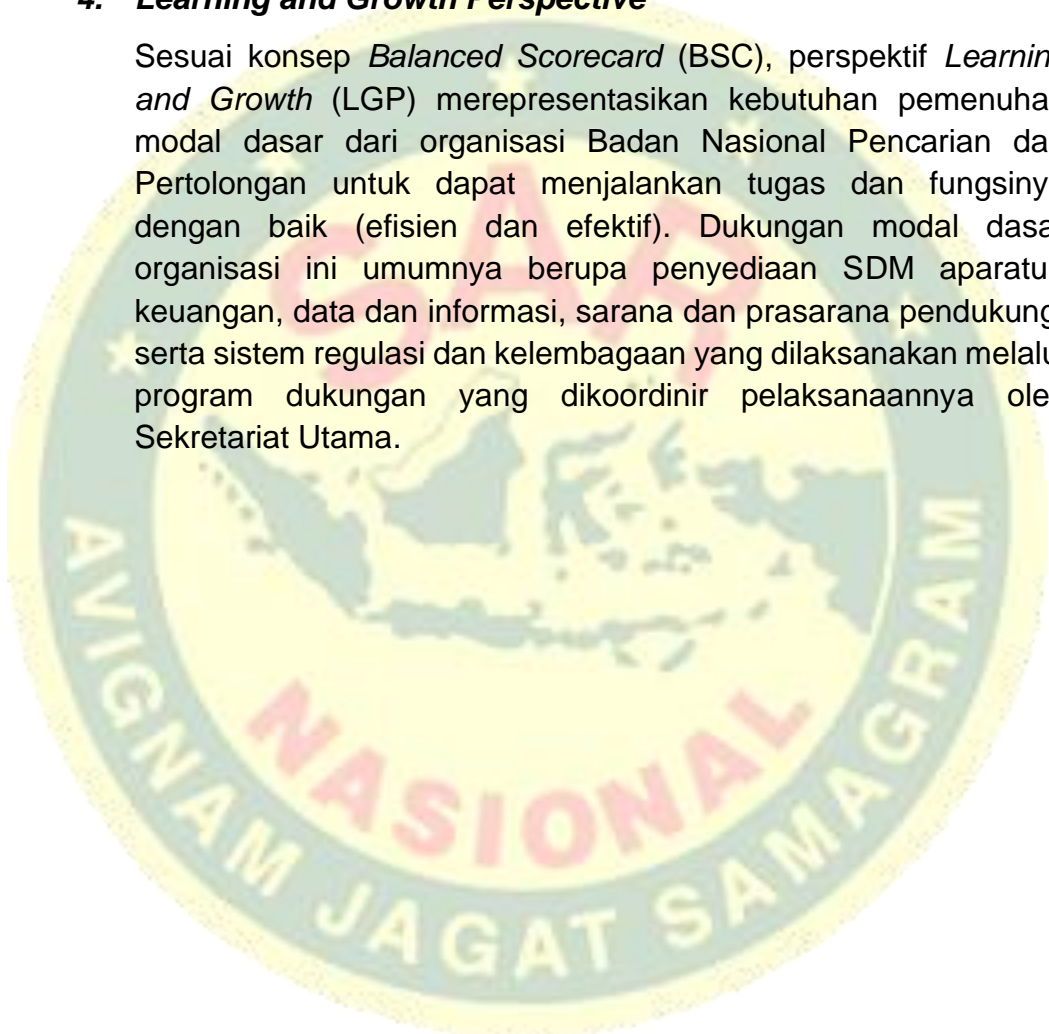 4. Learning and Growth Perspective
Sesuai konsep Balanced Scorecard (BSC), perspektif Learnin
and Growth (LGP) merepresentasikan kebutuhan pemenuha
modal dasar dari organisasi Badan Nasional Pencarian da
Pertolongan untuk dapat menjalankan tugas dan fungsiny
dengan baik (efisien dan efektif). Dukungan modal dasa
organisasi ini umumnya berupa penyediaan SDM aparatu
keuangan, data dan informasi, sarana dan prasarana pendukung
serta sistem regulasi dan kelembagaan yang dilaksanakan melalu
program dukungan yang dikoordinir pelaksanaannya ole
Sekretariat Utama.
SAR
NASIONAL
AVIGNAM JAGAT SAMAGRAM